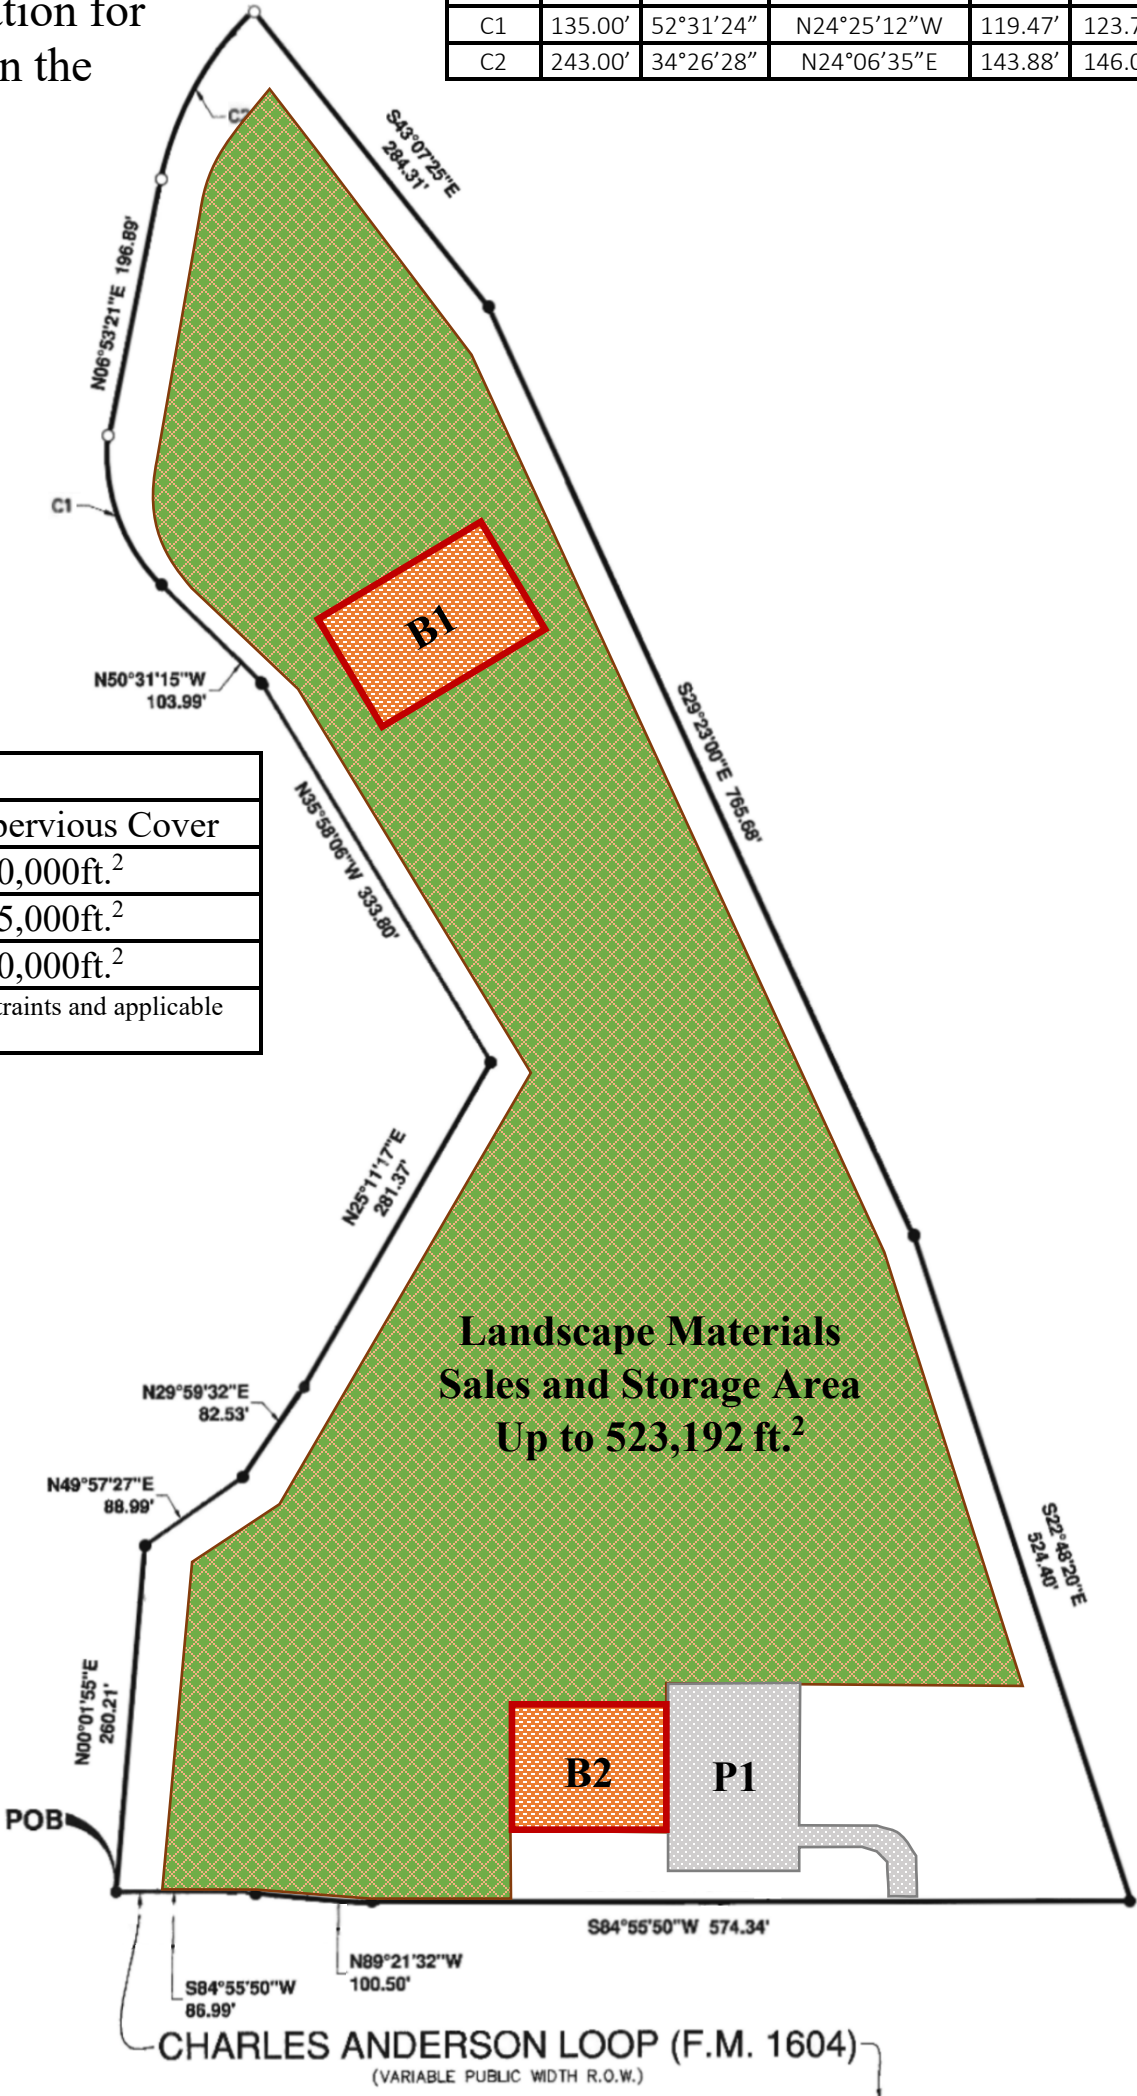 ation for
n the
C1 135.00’ 52°31’24” N24°25’12”W 119.47’ 123.7
C2 243.00’ 34°26’28” N24°06’35”E 143.88’ 146.0
C2
S43°07'25"E
284.31'
N06°53'21"E 196.89'
C1
B1
N50°31'15"W
103.99'
S29°23'00"E 765.68'
pervious Cover
0,000ft.²
5,000ft.²
0,000ft.²
traints and applicable
N35°58'06"W 333.80'
N25°11'17"E
281.37'
Landscape Materials
Sales and Storage Area
Up to 523,192 ft.²
N29°59'32"E
82.53'
N49°57'27"E
88.99'
S22°48'20"E
524.40'
N00°01'55"E
260.21'
B2
P1
POB
S84°55'50"W 574.34'
N89°21'32"W
100.50'
S84°55'50"W
86.99'
CHARLES ANDERSON LOOP (F.M. 1604)
(VARIABLE PUBLIC WIDTH R.O.W.)